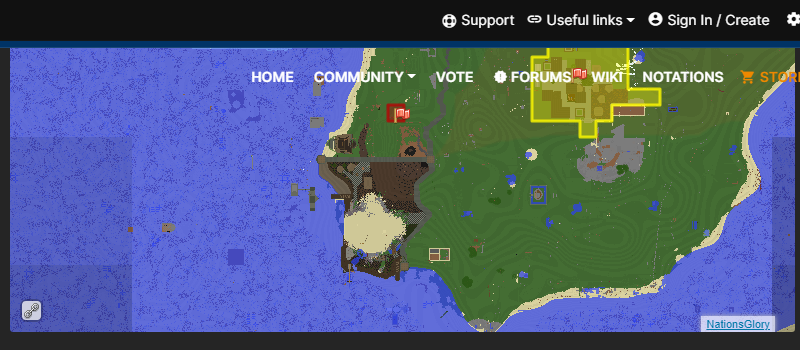 Support Useful links Sign In / Create
HOME COMMUNITY VOTE FORUMS WIKI NOTATIONS STOR
NationsGlory